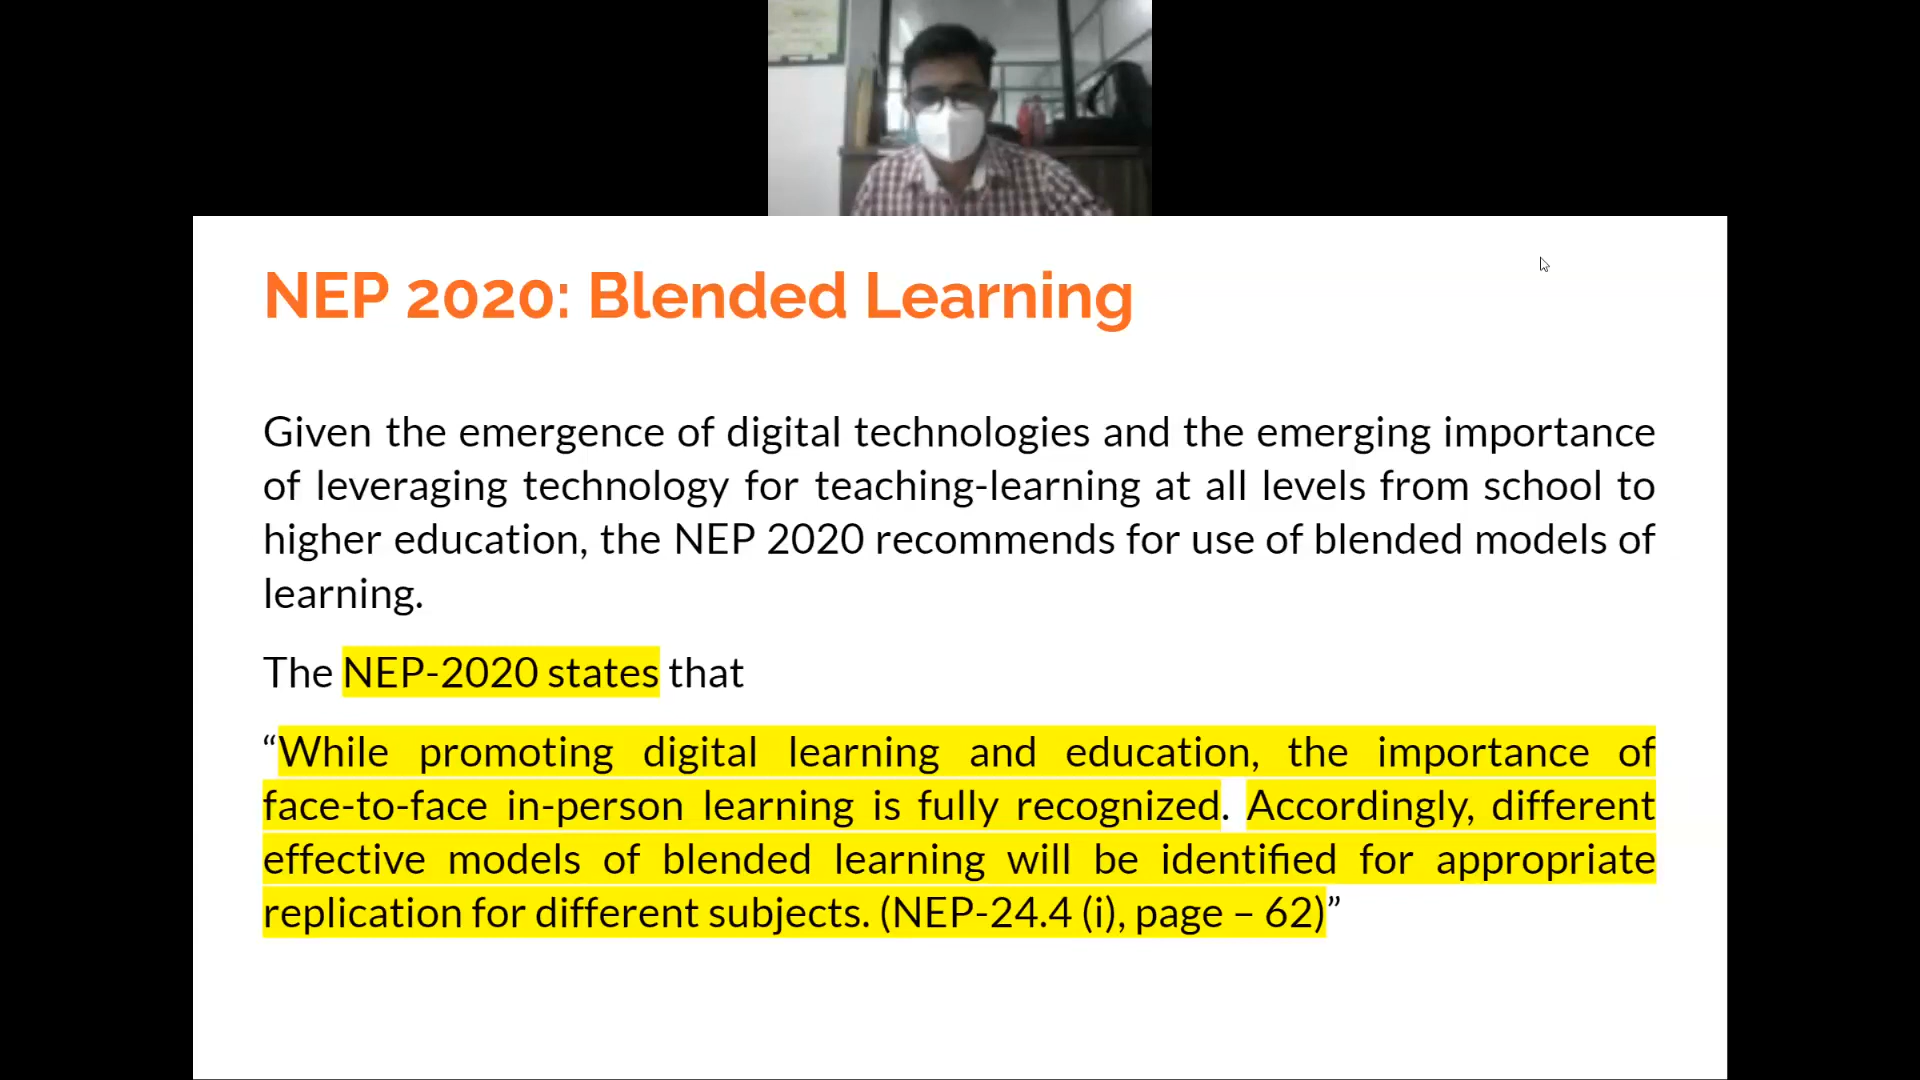 NEP 2020: Blended Learning
Given the emergence of digital technologies and the emerging importance
of leveraging technology for teaching-learning at all levels from school to
higher education, the NEP 2020 recommends for use of blended models of
learning.
The NEP-2020 states that
“While promoting digital learning and education, the importance of
face-to-face in-person learning is fully recognized. Accordingly, different
effective models of blended learning will be identified for appropriate
replication for different subjects. (NEP-24.4 (i), page – 62)”